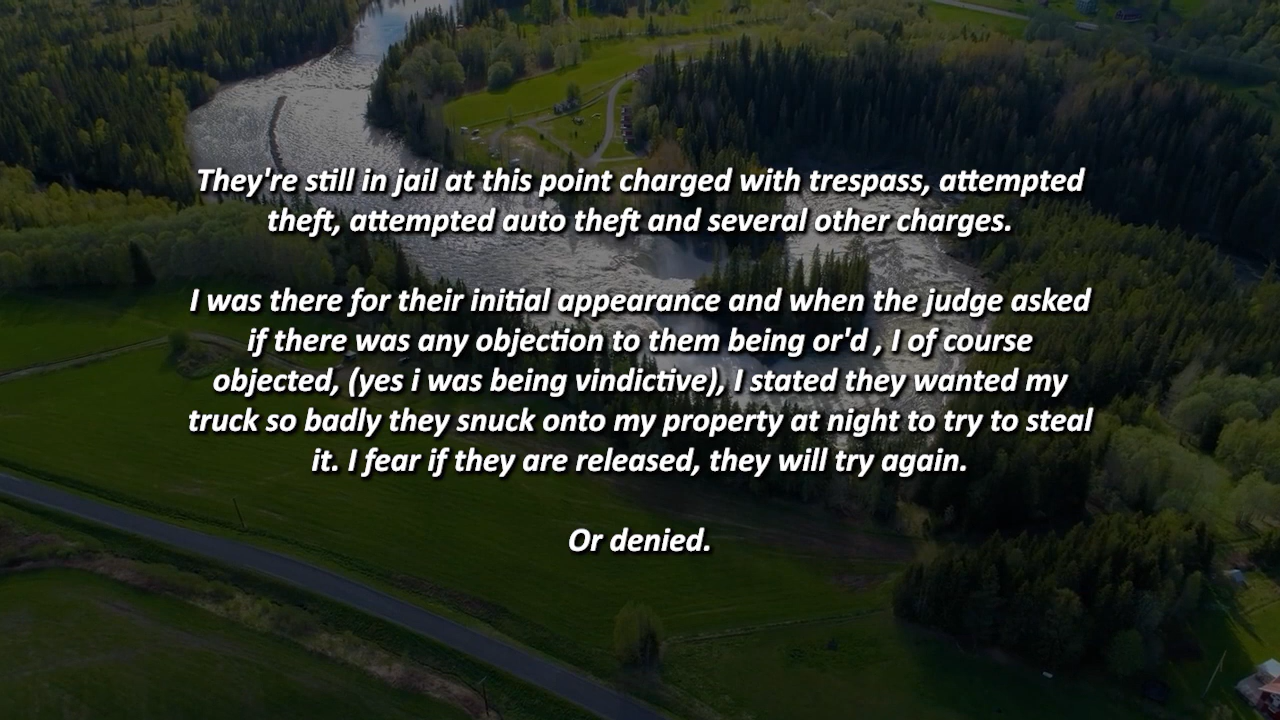 They're still in jail at this point charged with trespass, attempted
theft, attempted auto theft and several other charges.
I was there for their initial appearance and when the judge asked
if there was any objection to them being or'd , I of course
objected, (yes i was being vindictive), I stated they wanted my
truck so badly they snuck onto my property at night to try to steal
it. I fear if they are released, they will try again.
Or denied.